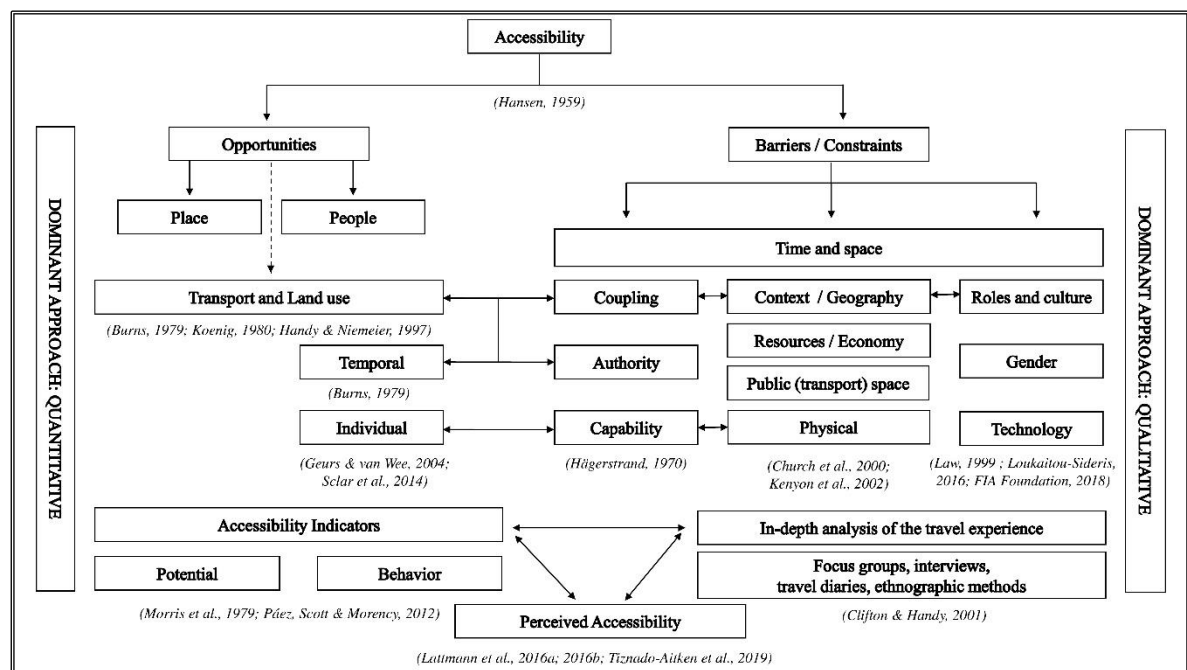 Accessibility
(Hansen, 1959)
DOMINANT APPROACH: QUANTITATIVE
Opportunities
Barriers / Constraints
DOMINANT APPROACH: QUALITATIVE
Place
People
Time and space
Transport and Land use
Coupling
Context / Geography
Roles and culture
(Burns, 1979; Koenig, 1980; Handy & Niemeier, 1997)
Resources / Economy
Temporal
Authority
Gender
(Burns, 1979)
Public (transport) space
Individual
Capability
Physical
Technology
(Geurs & van Wee, 2004;
Sclar et al., 2014)
(Hägerstrand, 1970)
(Church et al., 2000;
Kenyon et al., 2002)
(Law, 1999 ; Loukaitou-Sideris,
2016; FIA Foundation, 2018)
Accessibility Indicators
In-depth analysis of the travel experience
Potential
Behavior
Focus groups, interviews,
travel diaries, ethnographic methods
(Morris et al., 1979; Páez, Scott & Morency, 2012)
(Clifton & Handy, 2001)
Perceived Accessibility
(Lattmann et al., 2016a; 2016b; Tiznado-Aitken et al., 2019)